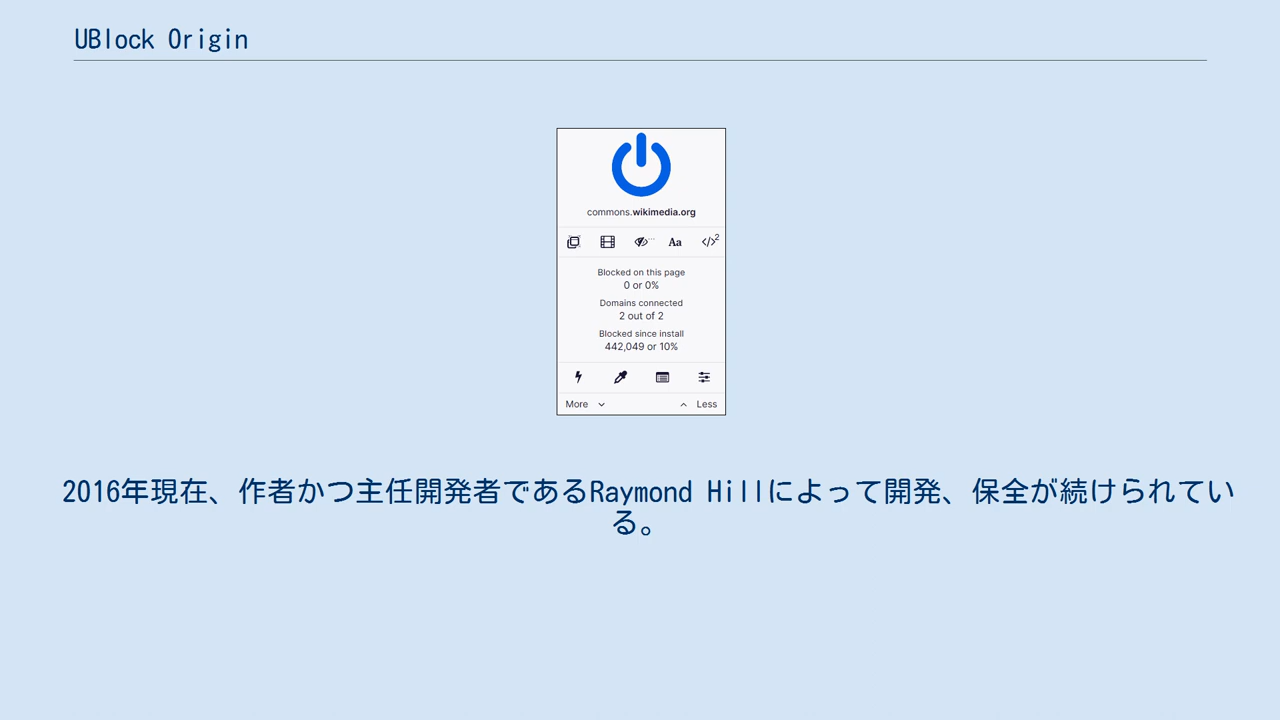 UBlock Origin
commons.wikimedia.org
Aa </>2
Blocked on this page
0 or 0%
Domains connected
2 out of 2
Blocked since install
442,049 or 10%
More Less
2016年現在、作者かつ主任開発者であるRaymond Hillによって開発、保全が続けられてい
る。